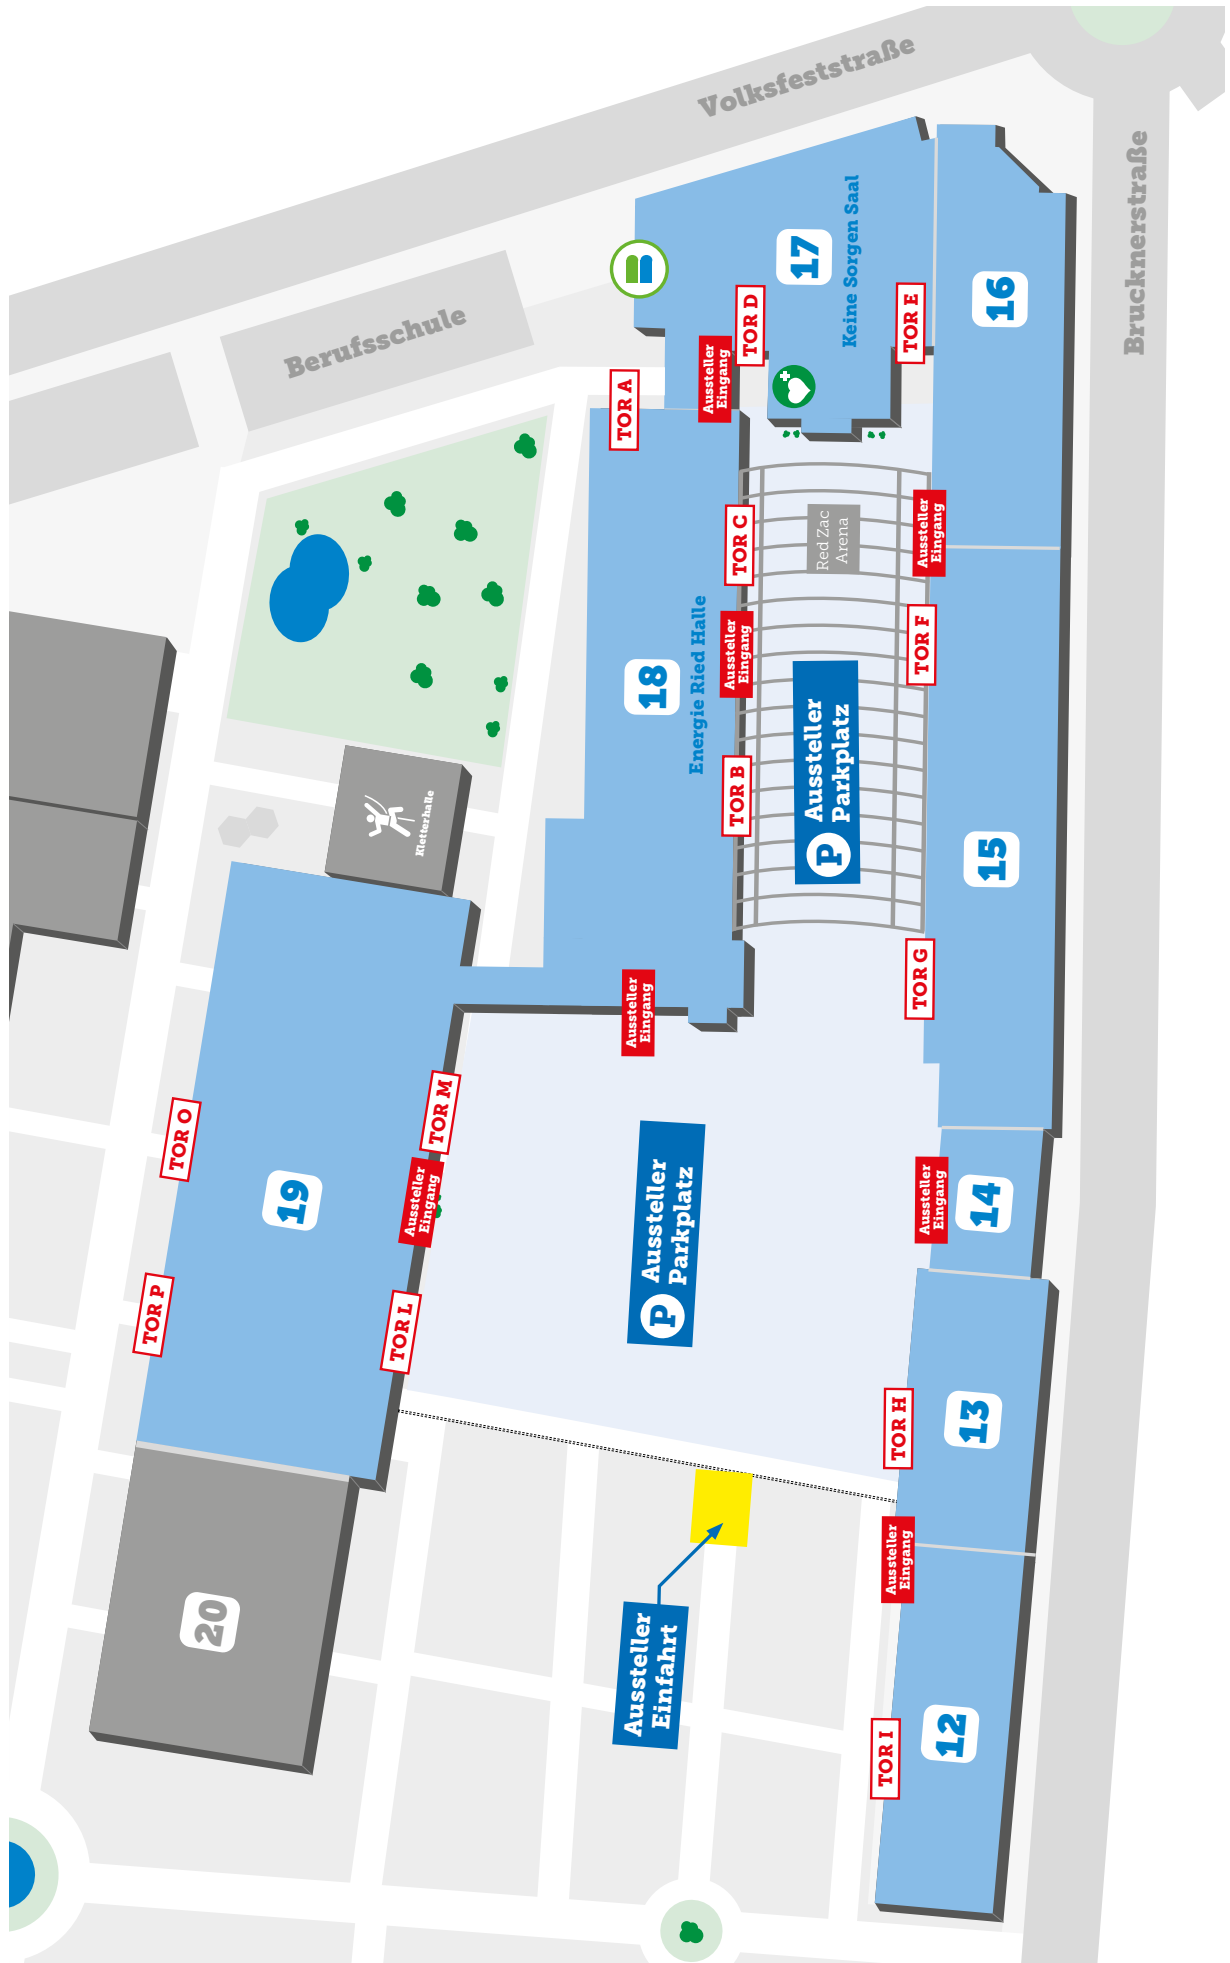 Volksfeststraße
Brucknerstraße
Berufsschule
17
Keine Sorgen Saal
16
TOR D
TOR E
Aussteller
Eingang
TOR A
TOR C
Red Zac
Arena
Aussteller
Eingang
TOR F
18
Energie Ried Halle
Aussteller
Eingang
P
Aussteller
Parkplatz
TOR B
15
Kletterhalle
TOR G
Aussteller
Eingang
TOR O
TOR M
19
Aussteller
Eingang
P
Aussteller
Parkplatz
Aussteller
Eingang
14
TOR P
TOR L
TOR H
13
Aussteller
Eingang
20
Aussteller
Einfahrt
TOR I
12